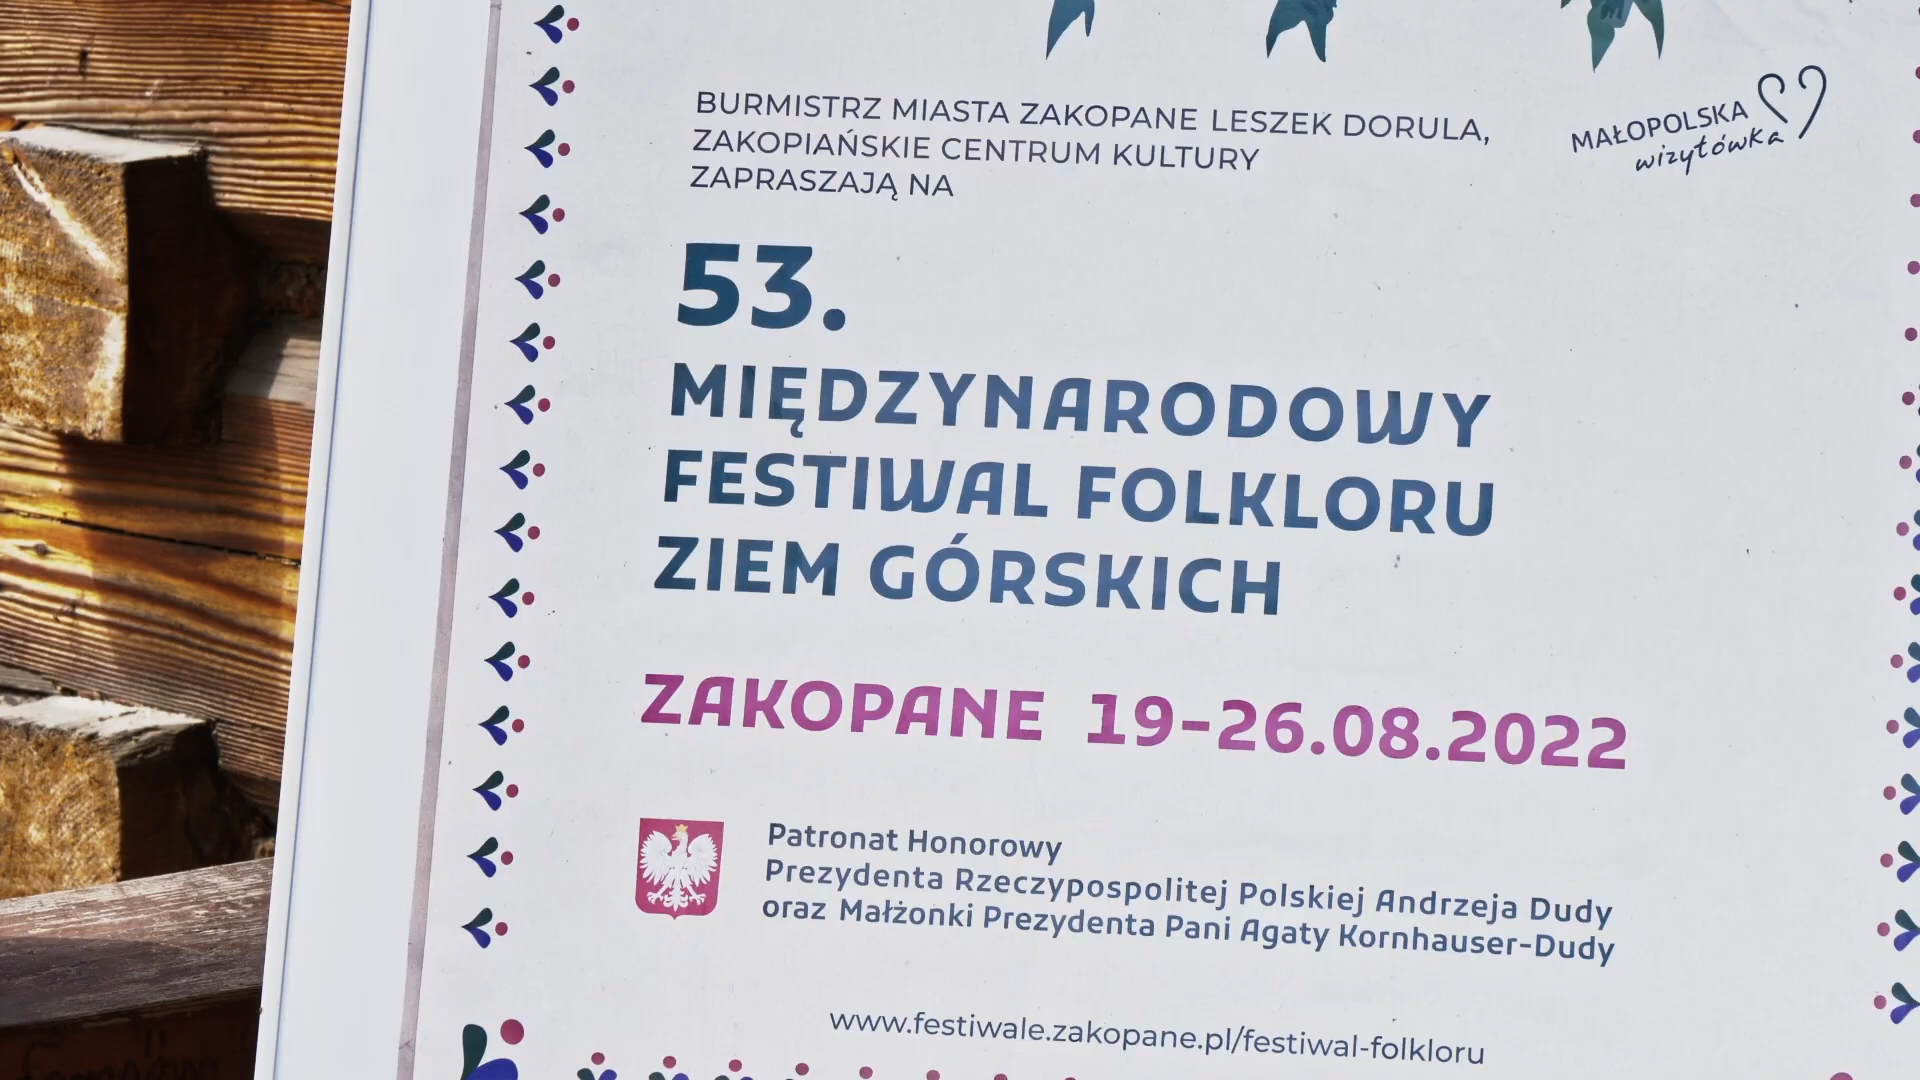 BURMISTRZ MIASTA ZAKOPANE LESZEK DORULA,
ZAKOPIAŃSKIE CENTRUM KULTURY
ZAPRASZAJĄ NA
MAŁOPOLSKA
wizytówka
53.
MIĘDZYNARODOWY
FESTIWAL FOLKLORU
ZIEM GÓRSKICH
ZAKOPANE 19-26.08.2022
Patronat Honorowy
Prezydenta Rzeczypospolitej Polskiej Andrzeja Dudy
oraz Małżonki Prezydenta Pani Agaty Kornhauser-Dudy
www.festiwale.zakopane.pl/festiwal-folkloru